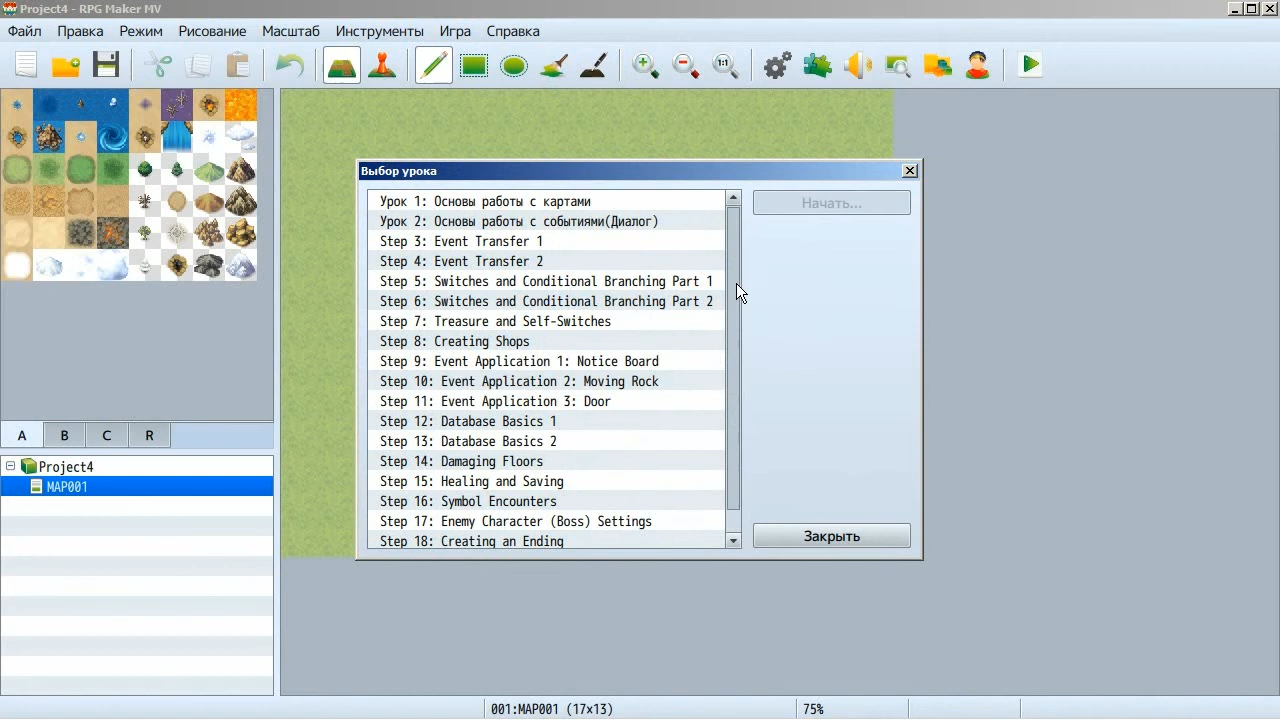 Project4 - RPG Maker MV
Файл Правка Режим Рисование Масштаб Инструменты Игра Справка
1:1
Выбор урока
Урок 1: Основы работы с картами
Урок 2: Основы работы с событиями(Диалог)
Step 3: Event Transfer 1
Step 4: Event Transfer 2
Step 5: Switches and Conditional Branching Part 1
Step 6: Switches and Conditional Branching Part 2
Step 7: Treasure and Self-Switches
Step 8: Creating Shops
Step 9: Event Application 1: Notice Board
Step 10: Event Application 2: Moving Rock
Step 11: Event Application 3: Door
Step 12: Database Basics 1
Step 13: Database Basics 2
Step 14: Damaging Floors
Step 15: Healing and Saving
Step 16: Symbol Encounters
Step 17: Enemy Character (Boss) Settings
Step 18: Creating an Ending
Начать...
Закрыть
A B C R
Project4
MAP001
001:MAP001 (17x13) 75%